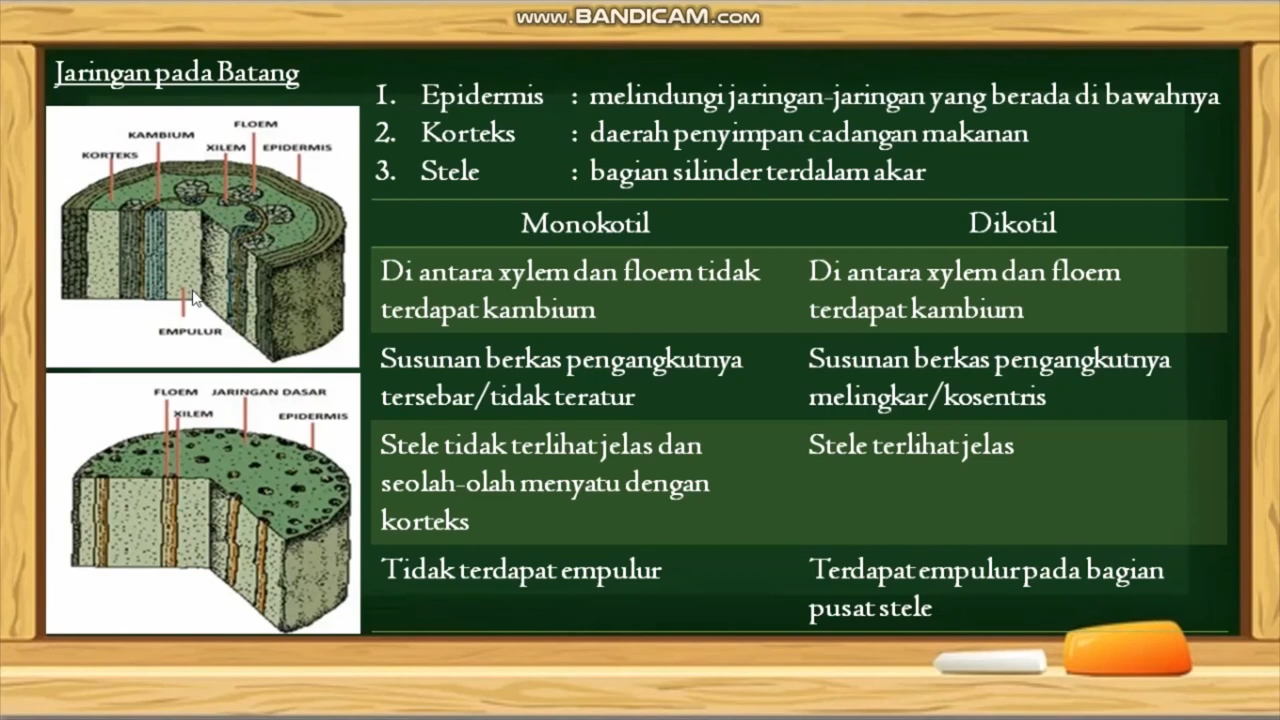 www.BANDICAM.com
Jaringan pada Batang
1. Epidermis : melindungi jaringan-jaringan yang berada di bawahnya
2. Korteks : daerah penyimpan cadangan makanan
3. Stele : bagian silinder terdalam akar
FLOEM
KAMBIUM
KORTEKS XILEM EPIDERMIS
EMPULUR
FLOEM JARINGAN DASAR
XILEM EPIDERMIS
Monokotil Dikotil
Di antara xylem dan floem tidak
terdapat kambium
Di antara xylem dan floem
terdapat kambium
Susunan berkas pengangkutnya
tersebar/tidak teratur
Susunan berkas pengangkutnya
melingkar/kosentris
Stele tidak terlihat jelas dan
seolah-olah menyatu dengan
korteks
Stele terlihat jelas
Tidak terdapat empulur
Terdapat empulur pada bagian
pusat stele